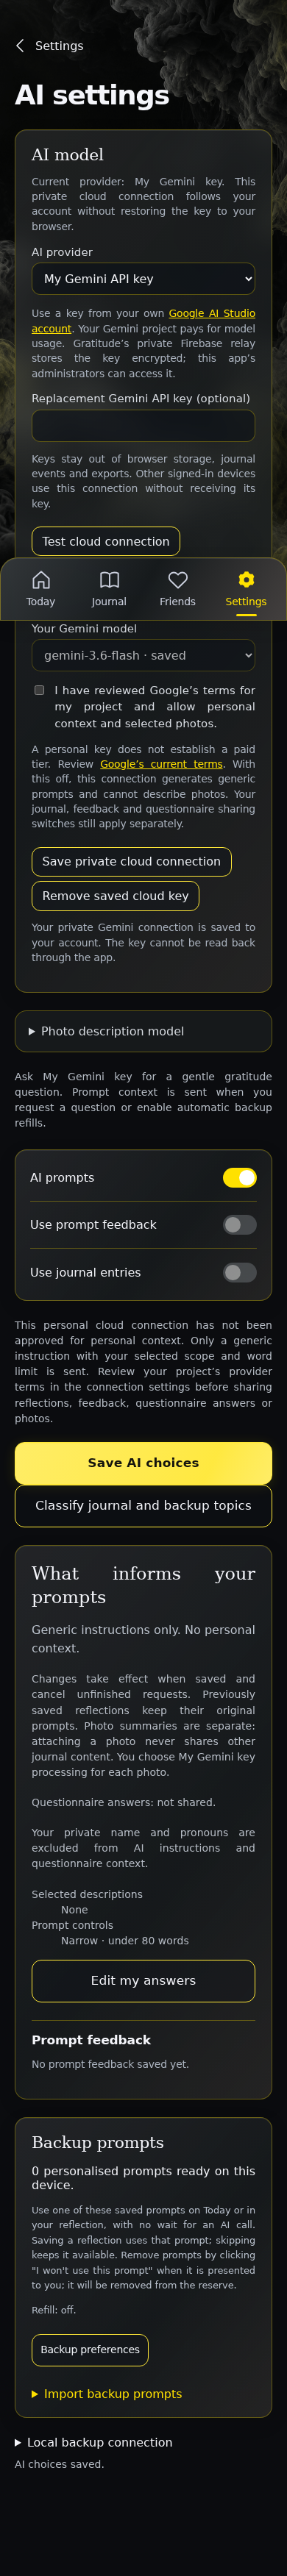 Settings
AI settings
AI model
Current provider: My Gemini key. This
private cloud connection follows your
account without restoring the key to your
browser.
AI provider
My Gemini API key
Use a key from your own Google AI Studio
account. Your Gemini project pays for model
usage. Gratitude's private Firebase relay
stores the key encrypted; this app's
administrators can access it.
Replacement Gemini API key (optional)
Keys stay out of browser storage, journal
events and exports. Other signed-in devices
use this connection without receiving its
key.
Test cloud connection
Today
Journal
Friends
Settings
Your Gemini model
gemini-3.6-flash · saved
I have reviewed Google's terms for
my project and allow personal
context and selected photos.
A personal key does not establish a paid
tier. Review Google's current terms. With
this off, this connection generates generic
prompts and cannot describe photos. Your
journal, feedback and questionnaire sharing
switches still apply separately.
Save private cloud connection
Remove saved cloud key
Your private Gemini connection is saved to
your account. The key cannot be read back
through the app.
Photo description model
Ask My Gemini key for a gentle gratitude
question. Prompt context is sent when you
request a question or enable automatic backup
refills.
AI prompts
Use prompt feedback
Use journal entries
This personal cloud connection has not been
approved for personal context. Only a generic
instruction with your selected scope and word
limit is sent. Review your project's provider
terms in the connection settings before sharing
reflections, feedback, questionnaire answers or
photos.
Save AI choices
Classify journal and backup topics
What informs your
prompts
Generic instructions only. No personal
context.
Changes take effect when saved and
cancel unfinished requests. Previously
saved reflections keep their original
prompts. Photo summaries are separate:
attaching a photo never shares other
journal content. You choose My Gemini key
processing for each photo.
Questionnaire answers: not shared.
Your private name and pronouns are
excluded from AI instructions and
questionnaire context.
Selected descriptions
None
Prompt controls
Narrow · under 80 words
Edit my answers
Prompt feedback
No prompt feedback saved yet.
Backup prompts
0 personalised prompts ready on this
device.
Use one of these saved prompts on Today or in
your reflection, with no wait for an AI call.
Saving a reflection uses that prompt; skipping
keeps it available. Remove prompts by clicking
"I won't use this prompt" when it is presented
to you; it will be removed from the reserve.
Refill: off.
Backup preferences
Import backup prompts
Local backup connection
AI choices saved.